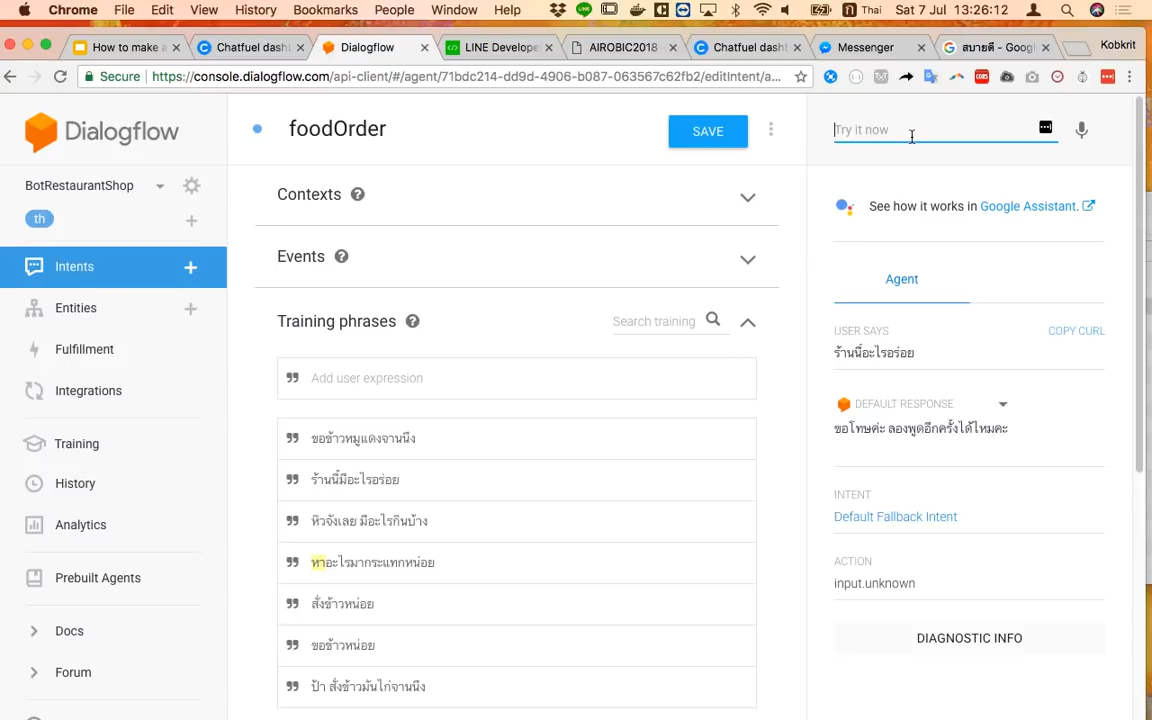 Chrome File Edit View History Bookmarks People Window Help Thai Sat 7 Jul 13:26:12
How to make a Chatfuel dash Dialogflow LINE Develope AIROBIC2018 Chatfuel dash Messenger สบายดี - Goog Kobkrit
Secure https://console.dialogflow.com/api-client/#/agent/71bdc214-dd9d-4906-b087-063567c62fb2/editIntent/a...
Dialogflow
foodOrder
SAVE
Try it now
BotRestaurantShop
th
Intents
Entities
Fulfillment
Integrations
Training
History
Analytics
Prebuilt Agents
Docs
Forum
Contexts
Events
Training phrases
Search training
Add user expression
ขอข้าวหมูแดงจานนึง
ร้านนี้มีอะไรอร่อย
หิวจังเลย มีอะไรกินบ้าง
หาอะไรมากระแทกหน่อย
สั่งข้าวหน่อย
ขอข้าวหน่อย
ป้า สั่งข้าวมันไก่จานนึง
See how it works in Google Assistant.
Agent
USER SAYS COPY CURL
ร้านนี้อะไรอร่อย
DEFAULT RESPONSE
ขอโทษค่ะ ลองพูดอีกครั้งได้ไหมคะ
INTENT
Default Fallback Intent
ACTION
input.unknown
DIAGNOSTIC INFO